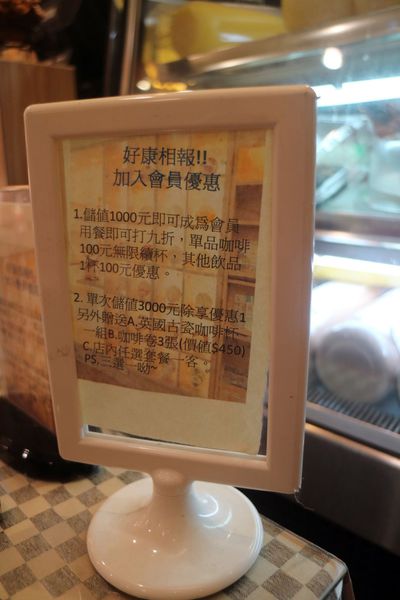 好康相報!!
加入會員優惠
1.儲值1000元即可成為會員
用餐即可打九折，單品咖啡
100元無限續杯，其他飲品
1杯100元優惠。
2. 單次儲值3000元除享優惠1
另外贈送A.英國古瓷咖啡杯
一組B.咖啡卷3張(價值$450)
C.店內任選套餐一客。
PS,三選一呦~